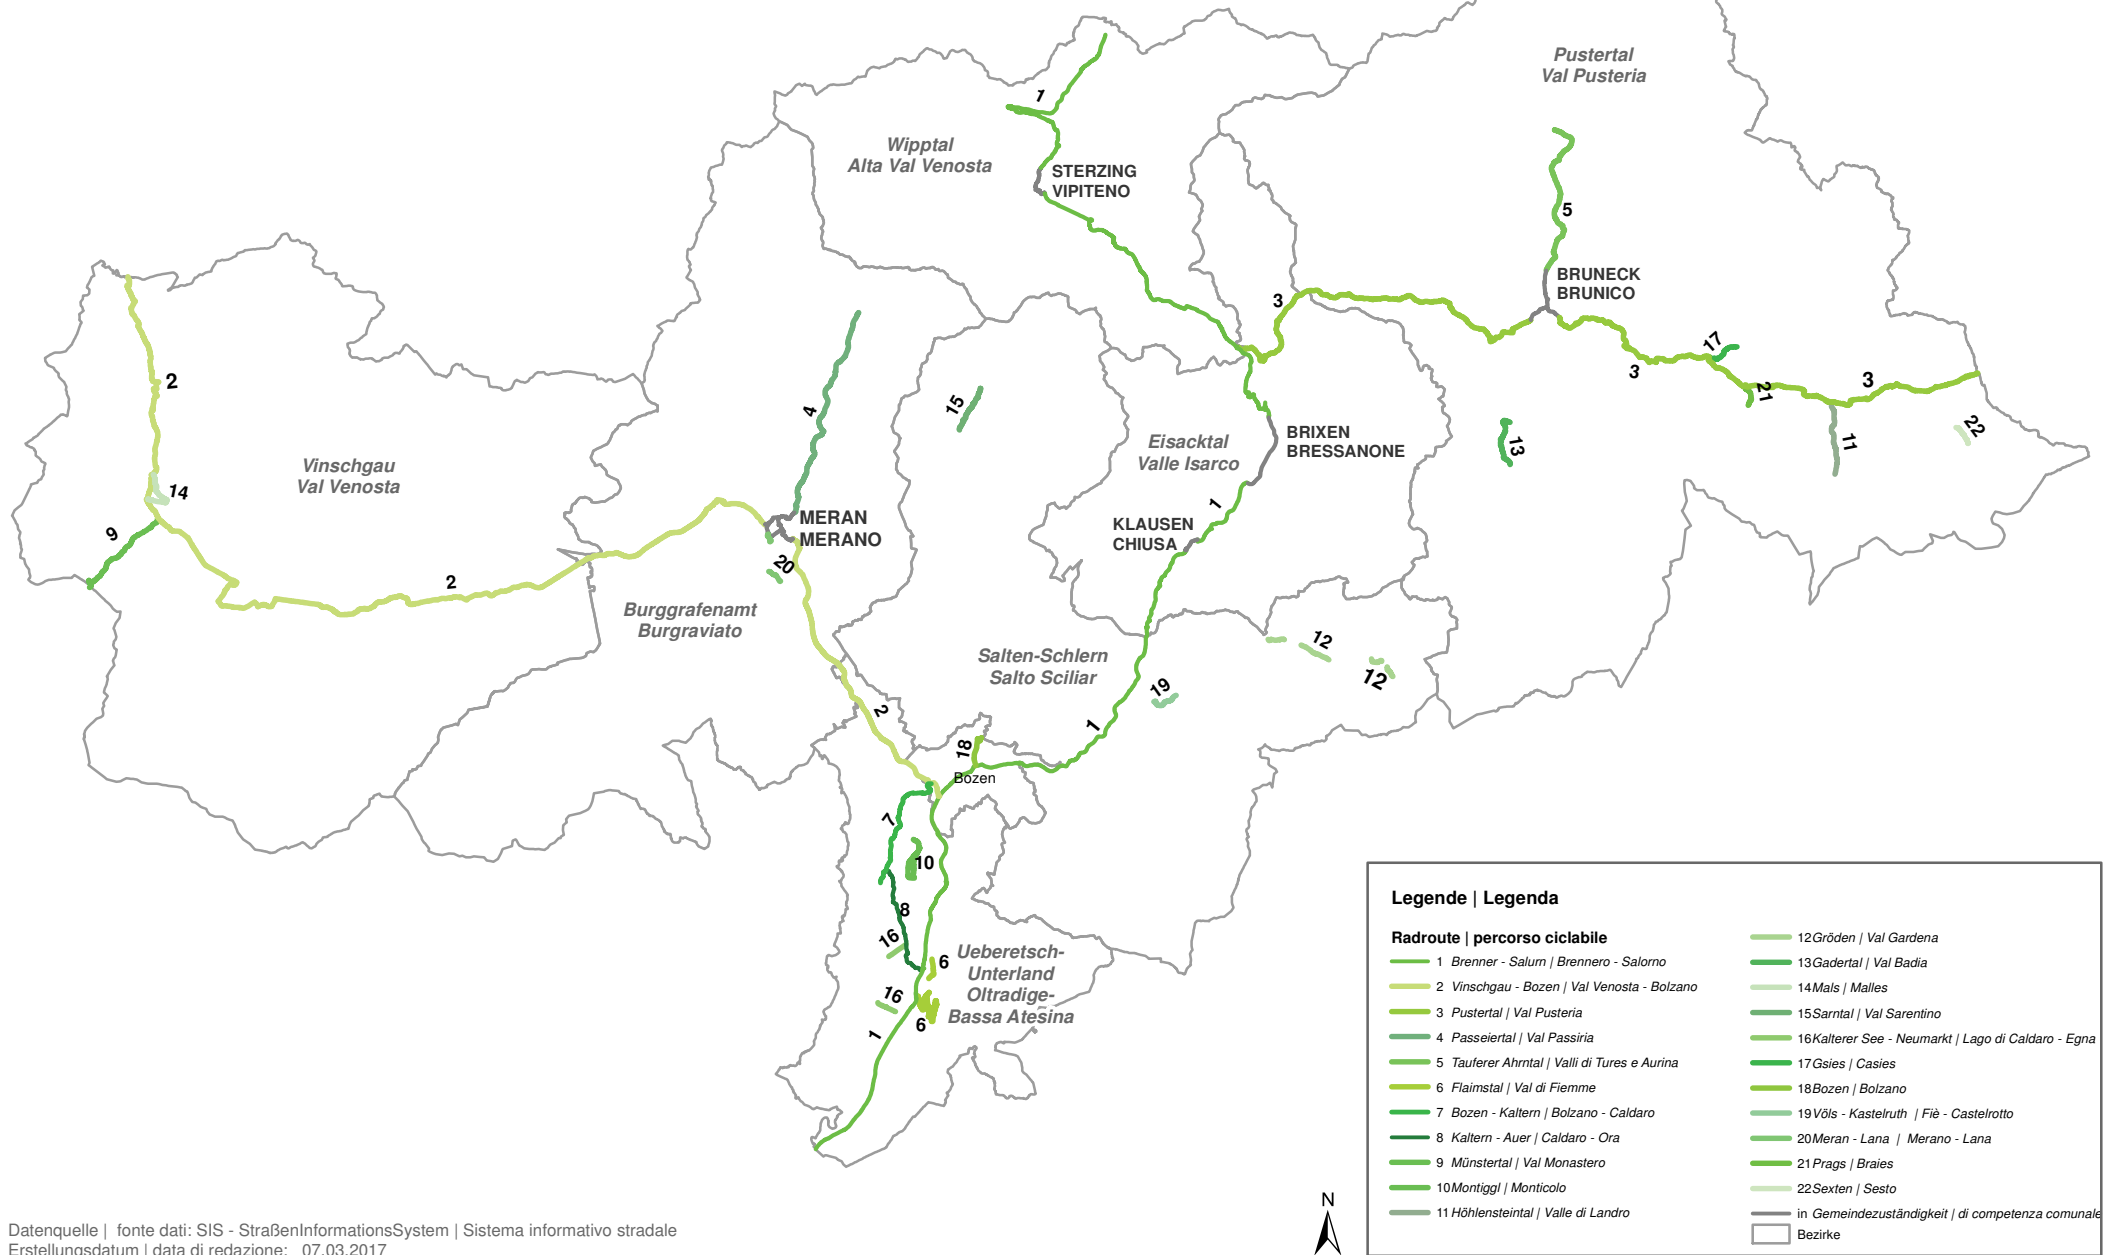 Pustertal
Val Pusteria
1
Wipptal
Alta Val Venosta
STERZING
VIPITENO
5
BRUNECK
BRUNICO
3
17
3
3
21
2
4
15
22
11
13
BRIXEN
BRESSANONE
Eisacktal
Valle Isarco
Vinschgau
Val Venosta
14
9
1
MERAN
MERANO
KLAUSEN
CHIUSA
20
2
Burggrafenamt
Burgraviato
12
12
Salten-Schlern
Salto Sciliar
19
2
1
18
Bozen
7
10
8
16
6
Ueberetsch-
Unterland
Oltradige-
Bassa Atesina
16
6
1
Legende | Legenda
Radroute | percorso ciclabile
1 Brenner - Salurn | Brennero - Salorno
2 Vinschgau - Bozen | Val Venosta - Bolzano
3 Pustertal | Val Pusteria
4 Passeiertal | Val Passiria
5 Tauferer Ahrntal | Valli di Tures e Aurina
6 Flaimstal | Val di Fiemme
7 Bozen - Kaltern | Bolzano - Caldaro
8 Kaltern - Auer | Caldaro - Ora
9 Münstertal | Val Monastero
10 Montiggl | Monticolo
11 Höhlensteintal | Valle di Landro
12 Gröden | Val Gardena
13 Gadertal | Val Badia
14 Mals | Malles
15 Sarntal | Val Sarentino
16 Kalterer See - Neumarkt | Lago di Caldaro - Egna
17 Gsies | Casies
18 Bozen | Bolzano
19 Völs - Kastelruth | Fiè - Castelrotto
20 Meran - Lana | Merano - Lana
21 Prags | Braies
22 Sexten | Sesto
in Gemeindezuständigkeit | di competenza comunale
Bezirke
N
Datenquelle | fonte dati: SIS - StraßenInformationsSystem | Sistema informativo stradale
Erstellungsdatum | data di redazione: 07.03.2017